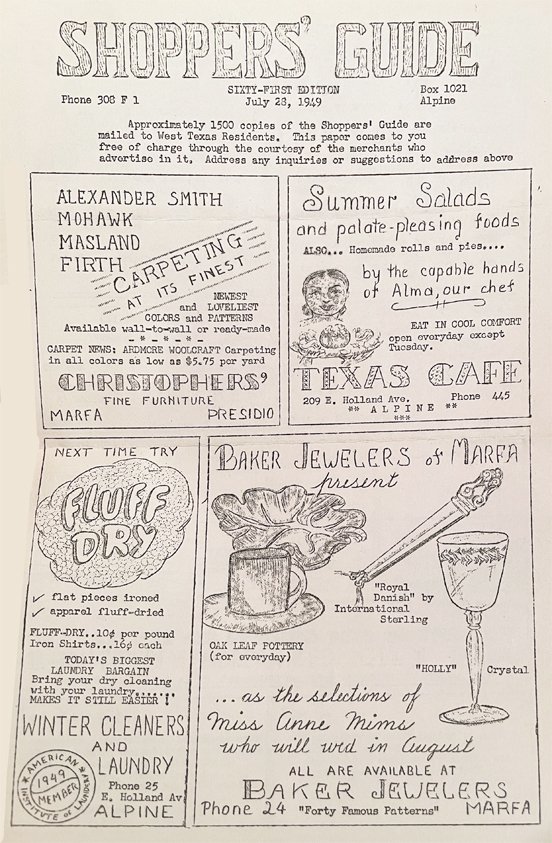 SHOPPERS' GUIDE
SIXTY-FIRST EDITION
July 28, 1949
Phone 308 F 1
Box 1021
Alpine
Approximately 1500 copies of the Shoppers' Guide are
mailed to West Texas Residents. This paper comes to you
free of charge through the courtesy of the merchants who
advertise in it. Address any inquiries or suggestions to address above
ALEXANDER SMITH
MOHAWK
MASLAND
FIRTH
CARPETING
AT ITS FINEST
NEWEST
and LOVELIEST
COLORS and PATTERNS
Available wall-to-wall or ready-made
- * - * - * -
CARPET NEWS: ARDMORE WOOLCRAFT Carpeting
in all colors as low as $5.75 per yard
CHRISTOPHERS'
FINE FURNITURE
MARFA PRESIDIO
Summer Salads
and palate-pleasing foods
ALSO... Homemade rolls and pies....
by the capable hands
of Alma, our chef
EAT IN COOL COMFORT
open everyday except
Tuesday.
TEXAS CAFE
209 E. Holland Ave. Phone 445
** ALPINE **
**
NEXT TIME TRY
FLUFF
DRY
✓ flat pieces ironed
✓ apparel fluff-dried
FLUFF-DRY..10¢ per pound
Iron Shirts...16¢ each
TODAY'S BIGGEST
LAUNDRY BARGAIN
Bring your dry cleaning
with your laundry......
MAKES IT STILL EASIER !
WINTER CLEANERS
AND
LAUNDRY
Phone 25
E. Holland Av
ALPINE
AMERICAN INSTITUTE OF LAUNDRY
1949
MEMBER
BAKER JEWELERS of MARFA
present
"Royal
Danish" by
International
Sterling
OAK LEAF POTTERY
(for everyday)
"HOLLY" Crystal
...as the selections of
Miss Anne Mims
who will wed in August
ALL ARE AVAILABLE AT
BAKER JEWELERS
Phone 24 "Forty Famous Patterns" MARFA